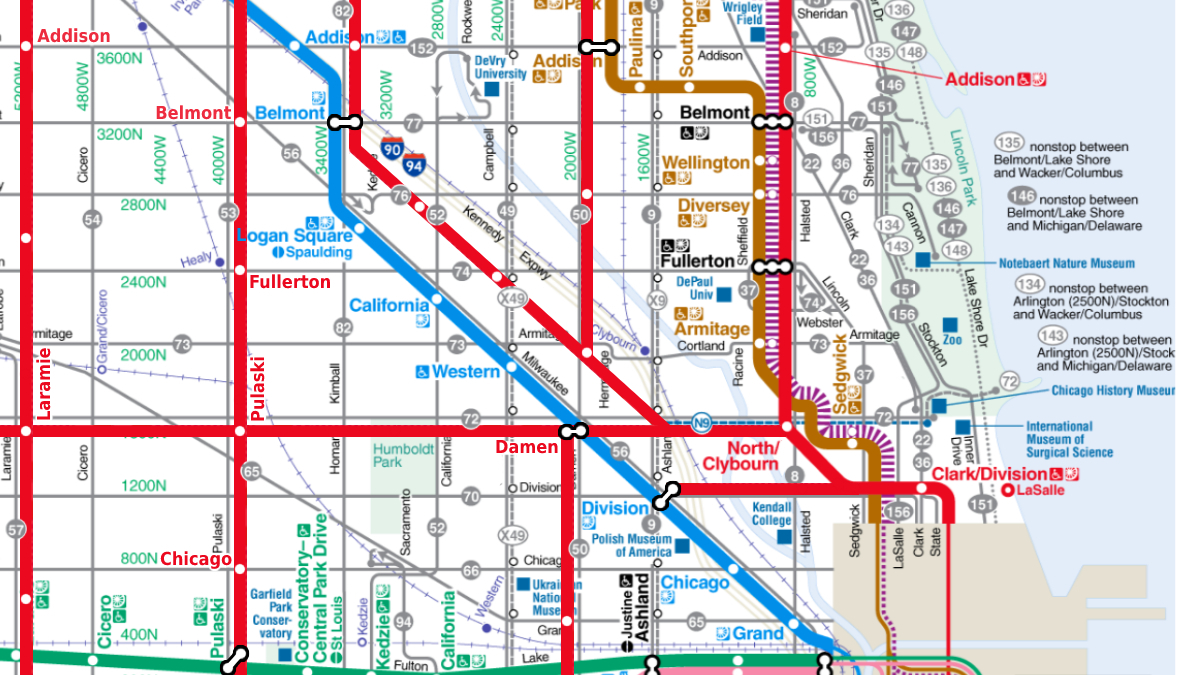 Addison
Addison
3600N
4800W
2800W
2400W
82
152
DeVry
University
Addison
Paulina
Southport
9
Wrigley
Field
Addison
Sheridan
152
136
147
135
148
Addison
Belmont
Belmont
3200N
4400W
4000W
3400W
3200W
56
77
90
94
Campbell
2000W
1600W
Belmont
800W
8
146
151
151
156
77
Lincoln Park
135
nonstop between
Belmont/Lake Shore
and Wacker/Columbus
Cicero
2800N
76
52
49
50
9
Wellington
Diversey
22
36
Sheridan
77
135
136
76
146
147
148
146
nonstop between
Belmont/Lake Shore
and Michigan/Delaware
54
53
Logan Square
Spaulding
Kennedy
Expwy
Sheffield
Halsted
Clark
Cannon
134
143
Healy
Fullerton
2400N
74
X49
X9
Fullerton
DePaul
Univ
37
74
22
36
Lincoln
151
156
Notebaert Nature Museum
134
nonstop between
Arlington (2500N)/Stockton
and Wacker/Columbus
California
Grand/Cicero
82
73
2000N
73
Armitage
Clybourn
Armitage
Cortland
Webster
73
Armitage
Stockton
Lake Shore Dr
Zoo
143
nonstop between
Arlington (2500N)/Stock
and Michigan/Delaware
Laramie
Pulaski
Kimball
Western
Milwaukee
Racine
Sedgwick
37
72
Chicago History Museum
72
N9
72
Damen
Humboldt
Park
56
North/
Clybourn
8
22
36
Inner
Drive
International
Museum of
Surgical Science
Laramie
Cicero
65
California
1200N
70
Division
X49
Division
9
Kendall
College
Halsted
Sedgwick
Clark/Division
LaSalle
156
151
LaSalle
Clark
State
57
Pulaski
Sacramento
52
50
Polish Museum
of America
Chicago
800N
66
Chicago
Cicero
Pulaski
Garfield
Park
Conser-
vatory
Conservatory–
Central Park Drive
St Louis
Kedzie
Kedzie
94
California
Western
Ukrainian
Justine
Ashland
65
Grand
400N
Fulton
Lake